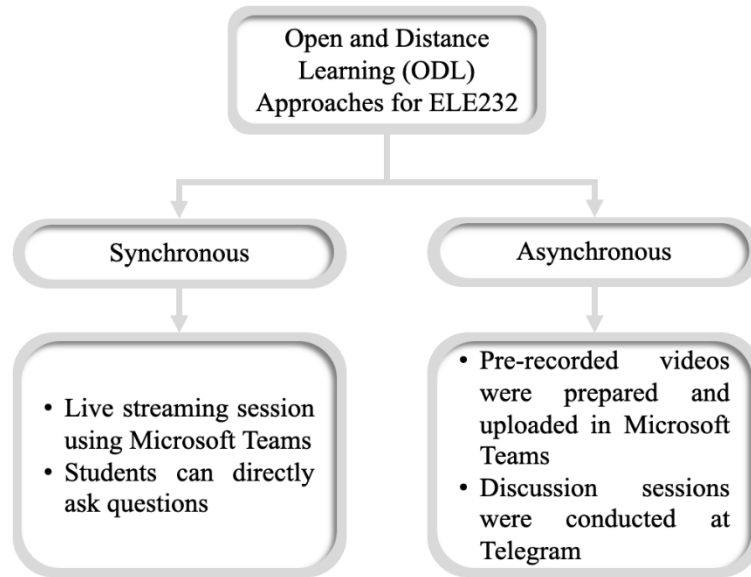 Open and Distance
Learning (ODL)
Approaches for ELE232
Synchronous
Asynchronous
• Live streaming session
using Microsoft Teams
• Students can directly
ask questions
• Pre-recorded videos
were prepared and
uploaded in Microsoft
Teams
• Discussion sessions
were conducted at
Telegram